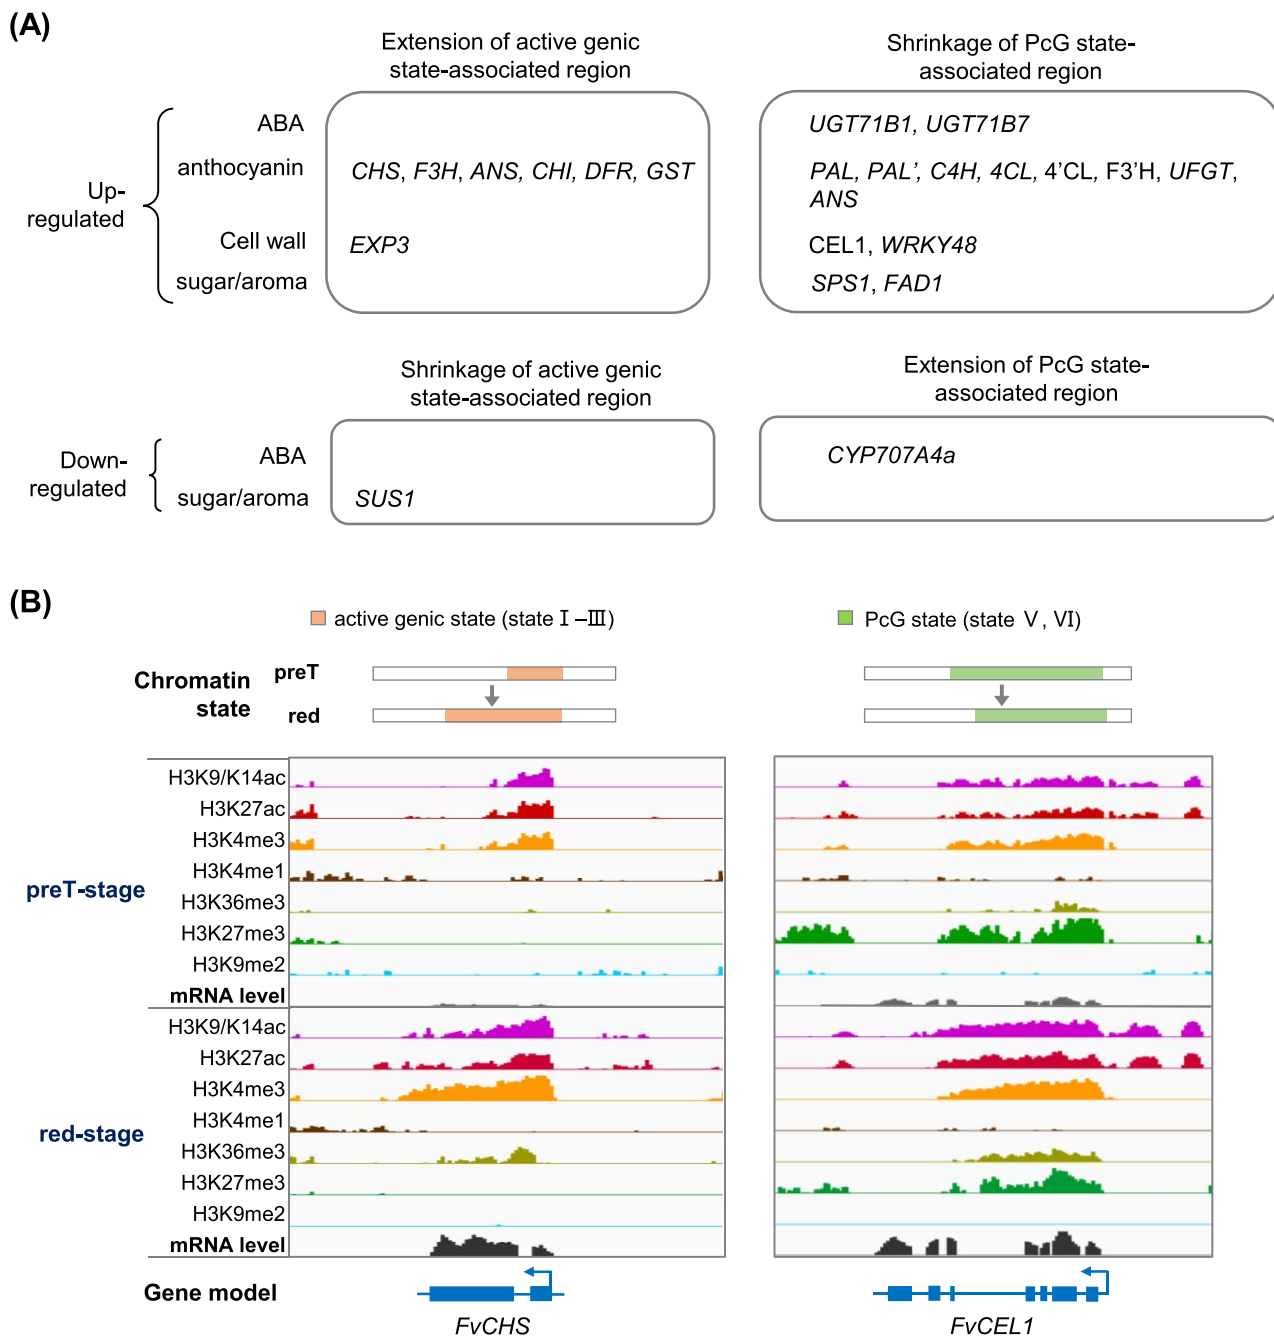 (A)
Extension of active genic
state-associated region
Shrinkage of PcG state-
associated region
Up-
regulated
ABA
UGT71B1, UGT71B7
anthocyanin
CHS, F3H, ANS, CHI, DFR, GST
PAL, PAL’, C4H, 4CL, 4’CL, F3’H, UFGT,
ANS
Cell wall
EXP3
CEL1, WRKY48
sugar/aroma
SPS1, FAD1
Shrinkage of active genic
state-associated region
Extension of PcG state-
associated region
Down-
regulated
ABA
CYP707A4a
sugar/aroma
SUS1
(B)
active genic state (state Ⅰ–Ⅲ)
PcG state (state Ⅴ, Ⅵ)
Chromatin
state
preT
red
preT-stage
H3K9/K14ac
H3K27ac
H3K4me3
H3K4me1
H3K36me3
H3K27me3
H3K9me2
mRNA level
red-stage
H3K9/K14ac
H3K27ac
H3K4me3
H3K4me1
H3K36me3
H3K27me3
H3K9me2
mRNA level
Gene model
FvCHS
FvCEL1